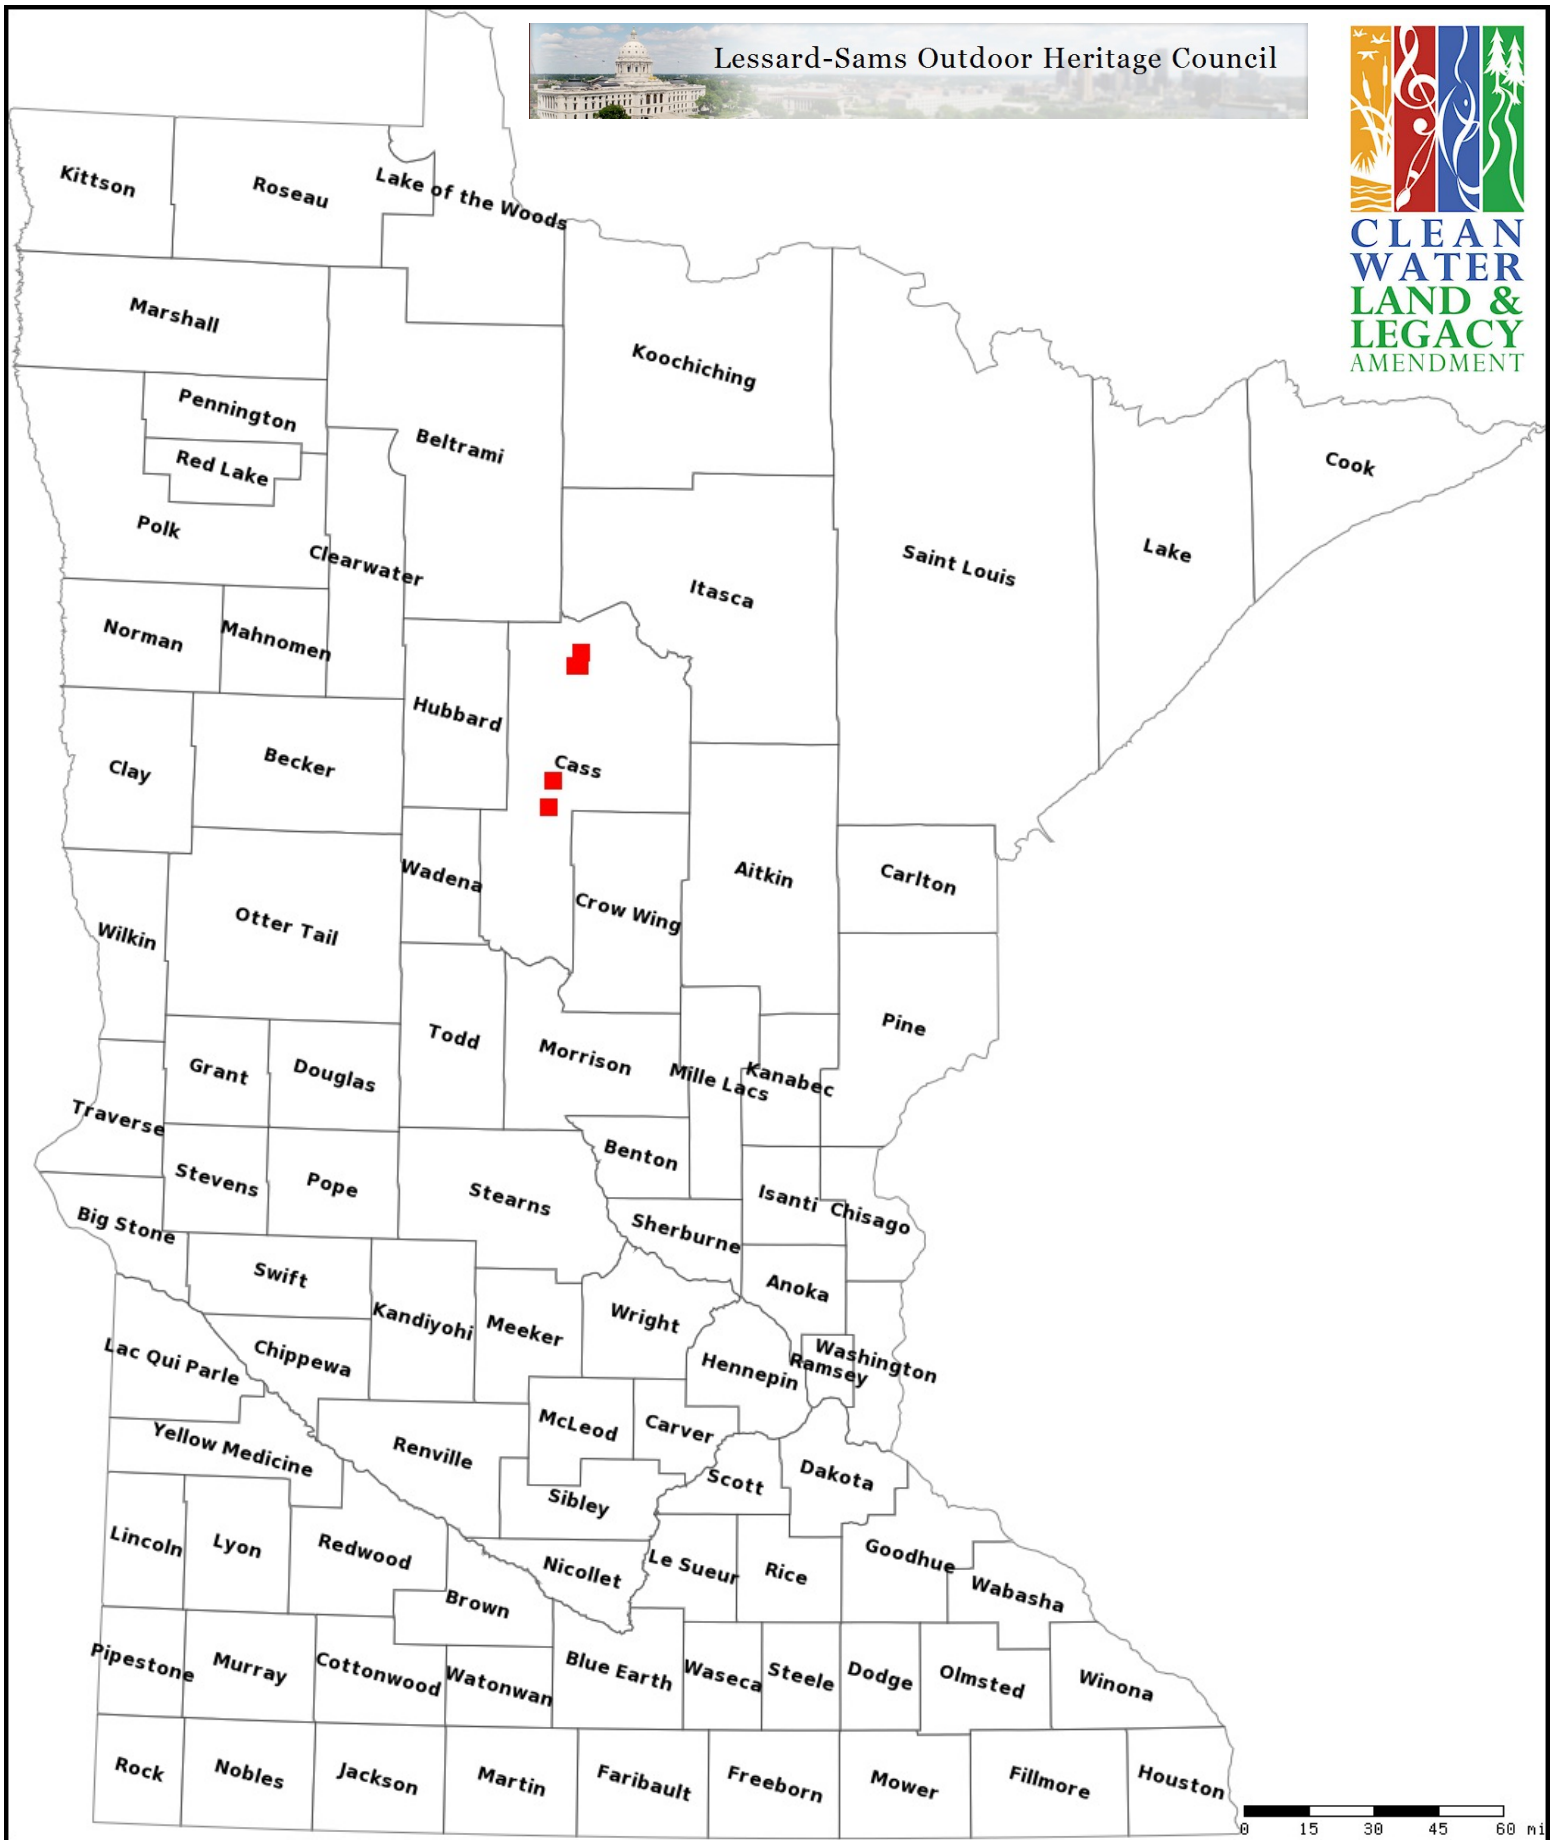 Lessard-Sams Outdoor Heritage Council
CLEAN
WATER
LAND &
LEGACY
AMENDMENT
Kittson
Roseau
Lake of the Woods
Marshall
Koochiching
Pennington
Beltrami
Red Lake
Cook
Polk
Clearwater
Saint Louis
Lake
Itasca
Norman
Mahnomen
Hubbard
Cass
Clay
Becker
Wadena
Aitkin
Carlton
Crow Wing
Otter Tail
Wilkin
Pine
Todd
Morrison
Grant
Douglas
Mille Lacs
Kanabec
Traverse
Benton
Stevens
Pope
Stearns
Isanti
Chisago
Big Stone
Sherburne
Swift
Anoka
Kandiyohi
Meeker
Wright
Chippewa
Lac Qui Parle
Hennepin
Washington
Ramsey
McLeod
Carver
Yellow Medicine
Renville
Scott
Dakota
Sibley
Lincoln
Lyon
Redwood
Nicollet
Le Sueur
Rice
Goodhue
Wabasha
Brown
Pipestone
Murray
Cottonwood
Watonwan
Blue Earth
Waseca
Steele
Dodge
Olmsted
Winona
Rock
Nobles
Jackson
Martin
Faribault
Freeborn
Mower
Fillmore
Houston
0 15 30 45 60 mi